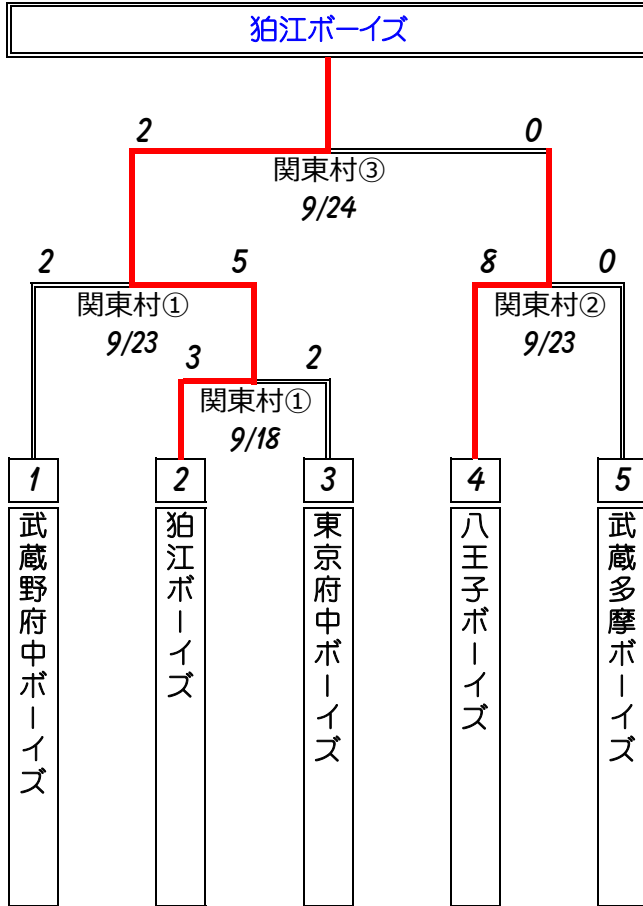 狛江ボーイズ
2 0
関東村③
9/24
2 5 8 0
関東村① 関東村②
9/23 9/23
3 2
関東村①
9/18
1 2 3 4 5
武蔵野府中ボーイズ
狛江ボーイズ
東京府中ボーイズ
八王子ボーイズ
武蔵多摩ボーイズ